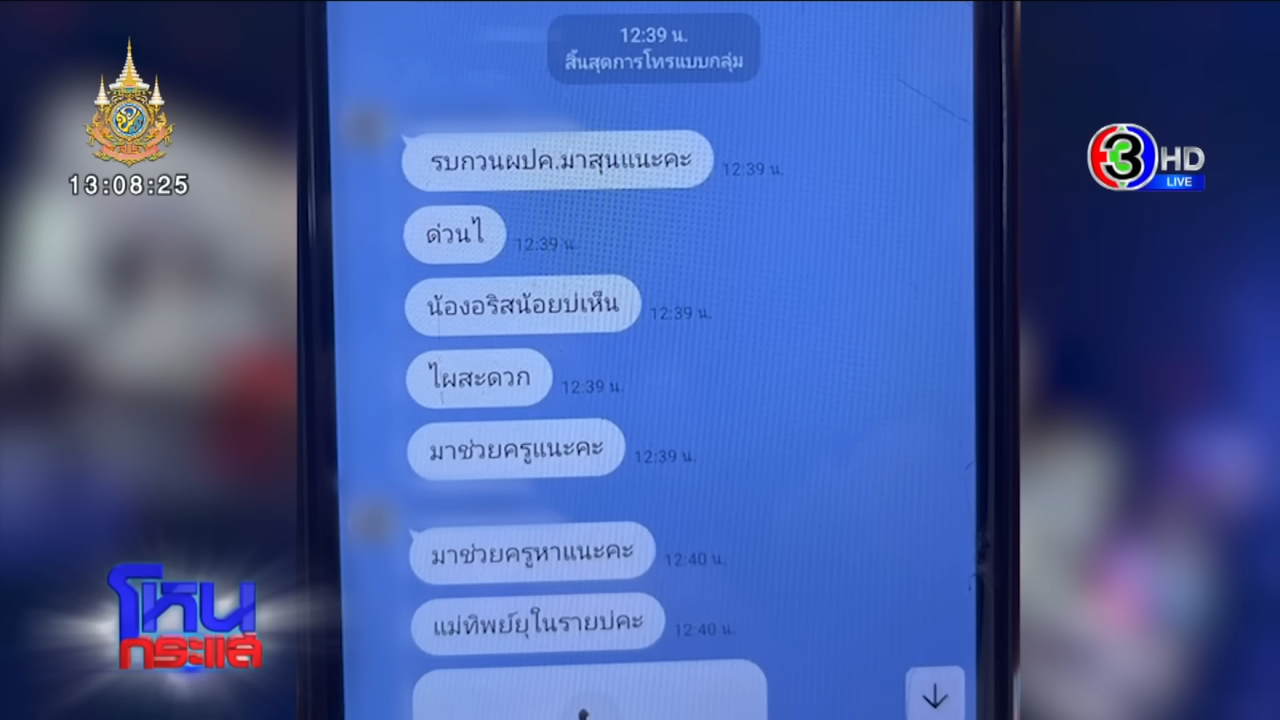 12:39 น.
สิ้นสุดการโทรแบบกลุ่ม
รบกวนผปค.มาสุนแนะคะ 12:39 น.
ด่วนไ 12:39 น.
น้องอริสน้อยบ่เห็น 12:39 น.
ไผสะดวก 12:39 น.
มาช่วยครูแนะคะ 12:39 น.
มาช่วยครูหาแนะคะ 12:40 น.
แม่ทิพย์ยุในรายบ่คะ 12:40 น.
13:08:25
3 HD
LIVE
โหน
กระแส